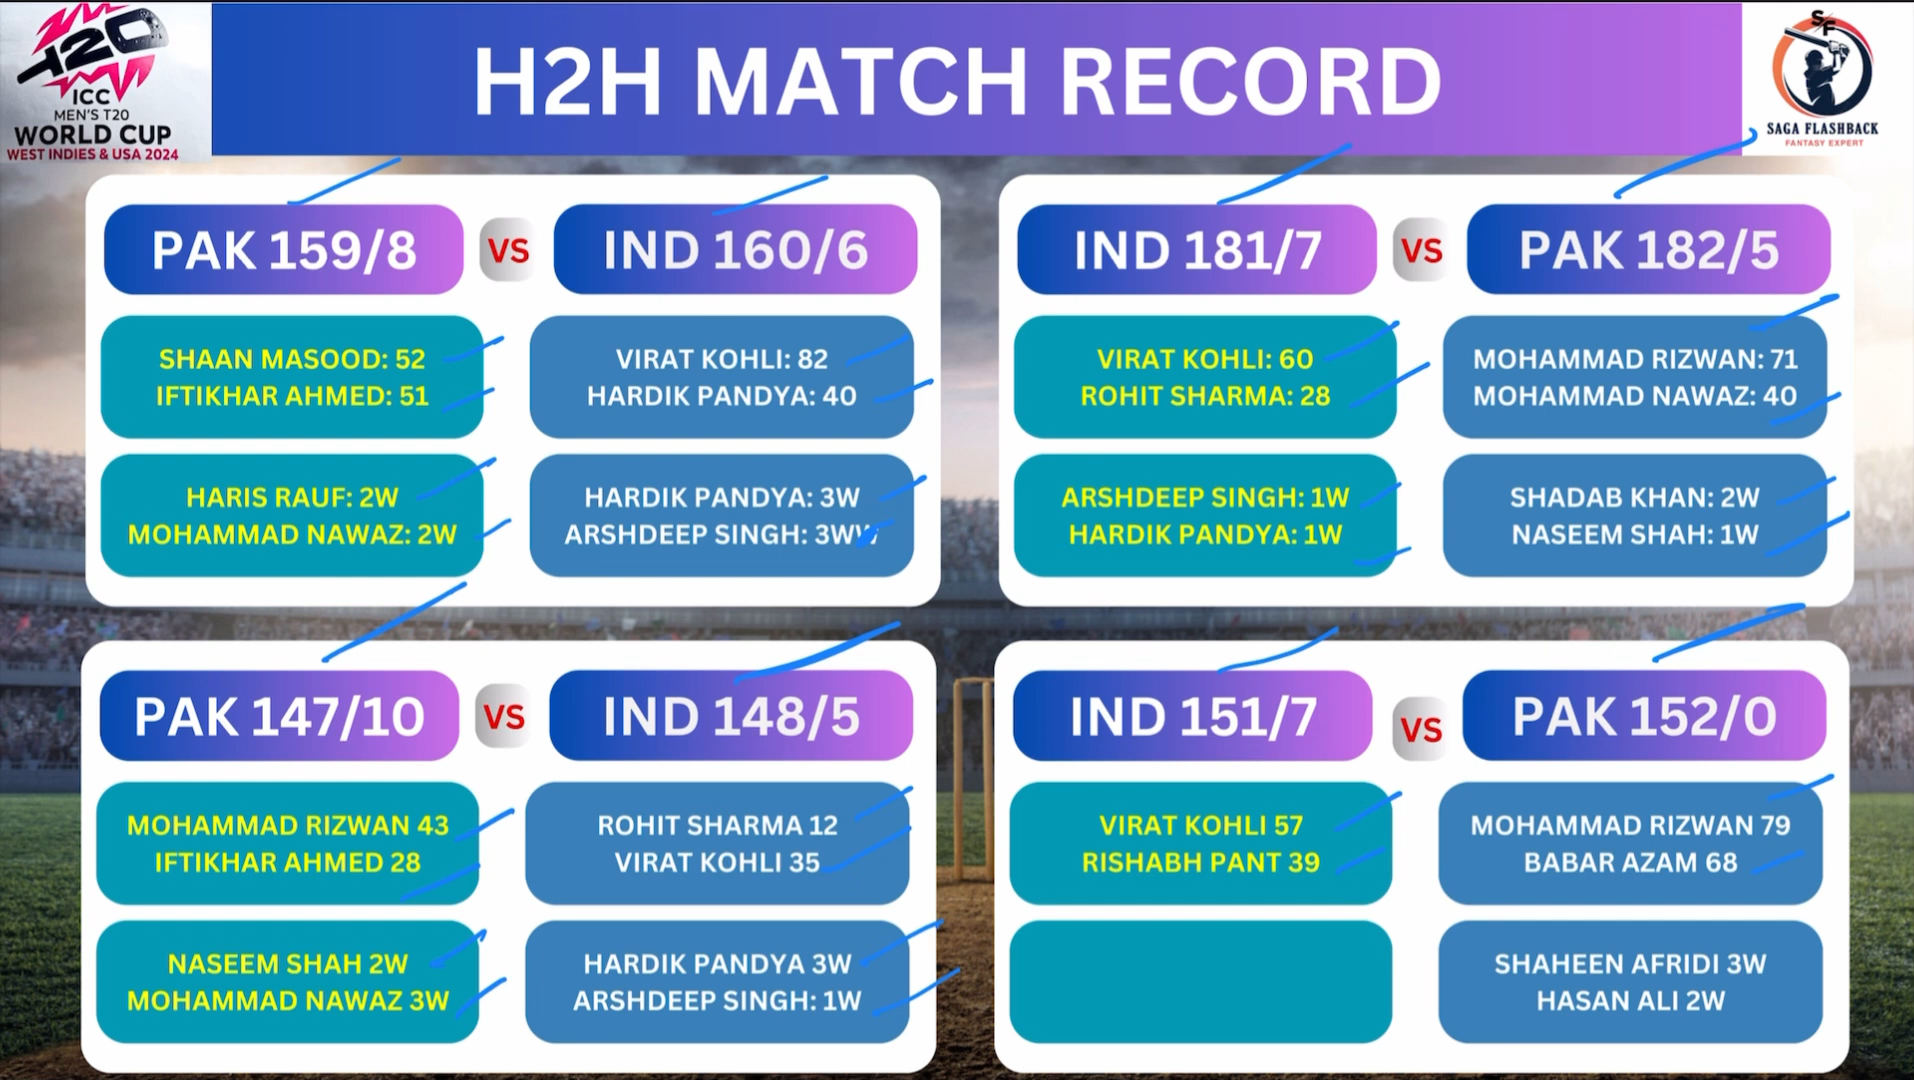 T20
ICC
MEN'S T20
WORLD CUP
WEST INDIES & USA 2024
H2H MATCH RECORD
SF
SAGA FLASHBACK
FANTASY EXPERT
PAK 159/8
VS
IND 160/6
SHAAN MASOOD: 52
IFTIKHAR AHMED: 51
VIRAT KOHLI: 82
HARDIK PANDYA: 40
HARIS RAUF: 2W
MOHAMMAD NAWAZ: 2W
HARDIK PANDYA: 3W
ARSHDEEP SINGH: 3WW
IND 181/7
VS
PAK 182/5
VIRAT KOHLI: 60
ROHIT SHARMA: 28
MOHAMMAD RIZWAN: 71
MOHAMMAD NAWAZ: 40
ARSHDEEP SINGH: 1W
HARDIK PANDYA: 1W
SHADAB KHAN: 2W
NASEEM SHAH: 1W
PAK 147/10
VS
IND 148/5
MOHAMMAD RIZWAN 43
IFTIKHAR AHMED 28
ROHIT SHARMA 12
VIRAT KOHLI 35
NASEEM SHAH 2W
MOHAMMAD NAWAZ 3W
HARDIK PANDYA 3W
ARSHDEEP SINGH: 1W
IND 151/7
VS
PAK 152/0
VIRAT KOHLI 57
RISHABH PANT 39
MOHAMMAD RIZWAN 79
BABAR AZAM 68
SHAHEEN AFRIDI 3W
HASAN ALI 2W